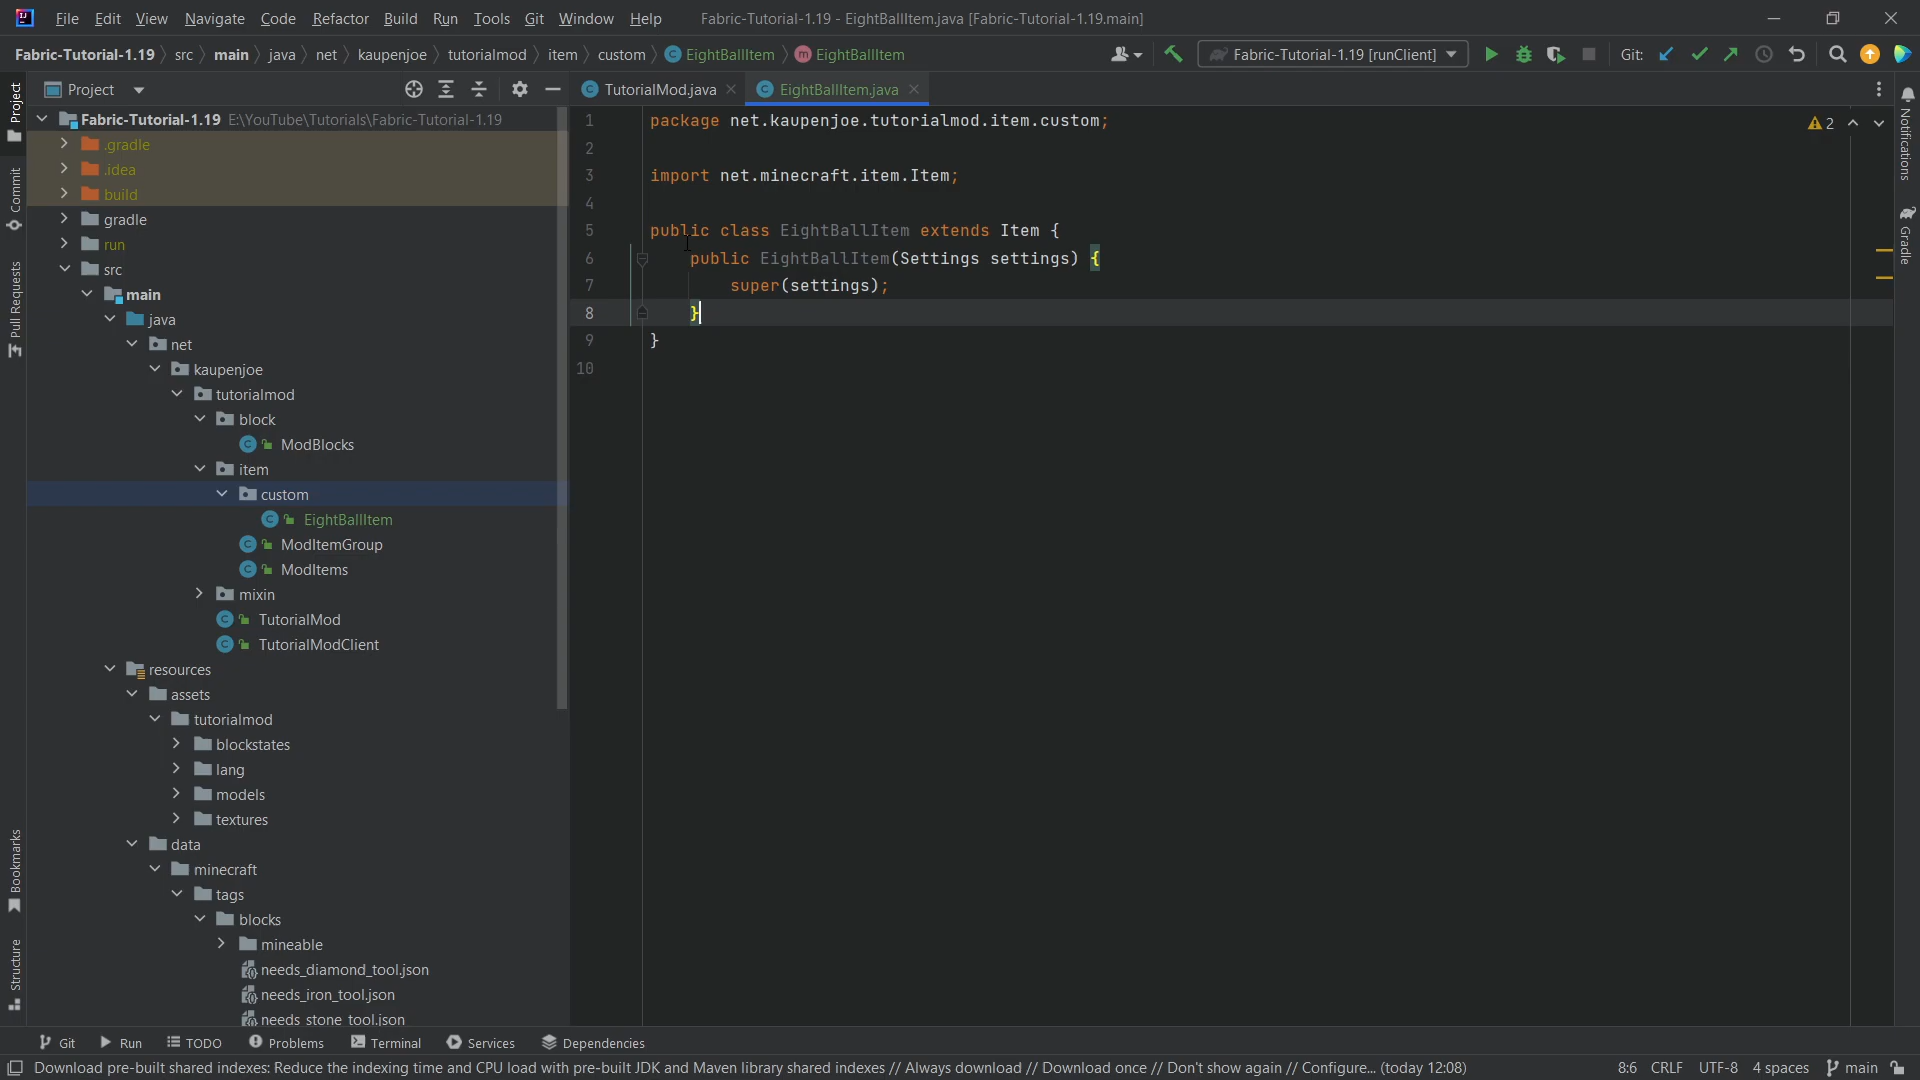 File Edit View Navigate Code Refactor Build Run Tools Git Window Help Fabric-Tutorial-1.19 - EightBallItem.java [Fabric-Tutorial-1.19.main]
Fabric-Tutorial-1.19 src main java net kaupenjoe tutorialmod item custom EightBallItem EightBallItem Fabric-Tutorial-1.19 [runClient] Git:
Project TutorialMod.java EightBallItem.java
Fabric-Tutorial-1.19 E:\YouTube\Tutorials\Fabric-Tutorial-1.19
.gradle
.idea
build
gradle
run
src
main
java
net
kaupenjoe
tutorialmod
block
ModBlocks
item
custom
EightBallItem
ModItemGroup
ModItems
mixin
TutorialMod
TutorialModClient
resources
assets
tutorialmod
blockstates
lang
models
textures
data
minecraft
tags
blocks
mineable
needs_diamond_tool.json
needs_iron_tool.json
needs_stone_tool.json
1 package net.kaupenjoe.tutorialmod.item.custom;
2
3 import net.minecraft.item.Item;
4
5 public class EightBallItem extends Item {
6 public EightBallItem(Settings settings) {
7 super(settings);
8 }
9 }
10
2
Project
Commit
Pull Requests
Bookmarks
Structure
Notifications
Gradle
Git Run TODO Problems Terminal Services Dependencies
Download pre-built shared indexes: Reduce the indexing time and CPU load with pre-built JDK and Maven library shared indexes // Always download // Download once // Don't show again // Configure... (today 12:08) 8:6 CRLF UTF-8 4 spaces main